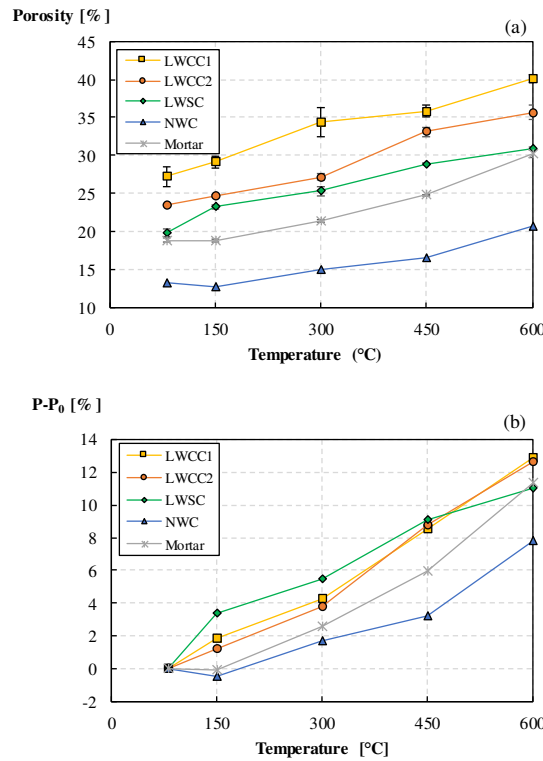 Porosity [%]
(a)
45
40
35
30
25
20
15
10
LWCC1
LWCC2
LWSC
NWC
Mortar
0
150
300
450
600
Temperature (°C)
P-P₀ [%]
(b)
14
12
10
8
6
4
2
0
-2
LWCC1
LWCC2
LWSC
NWC
Mortar
0
150
300
450
600
Temperature [°C]